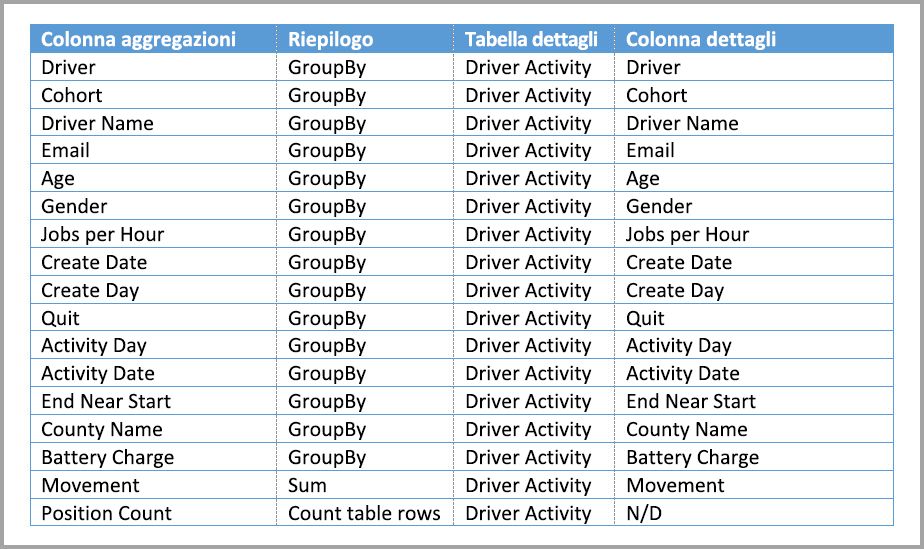 Colonna aggregazioni Riepilogo Tabella dettagli Colonna dettagli
Driver GroupBy Driver Activity Driver
Cohort GroupBy Driver Activity Cohort
Driver Name GroupBy Driver Activity Driver Name
Email GroupBy Driver Activity Email
Age GroupBy Driver Activity Age
Gender GroupBy Driver Activity Gender
Jobs per Hour GroupBy Driver Activity Jobs per Hour
Create Date GroupBy Driver Activity Create Date
Create Day GroupBy Driver Activity Create Day
Quit GroupBy Driver Activity Quit
Activity Day GroupBy Driver Activity Activity Day
Activity Date GroupBy Driver Activity Activity Date
End Near Start GroupBy Driver Activity End Near Start
County Name GroupBy Driver Activity County Name
Battery Charge GroupBy Driver Activity Battery Charge
Movement Sum Driver Activity Movement
Position Count Count table rows Driver Activity N/D